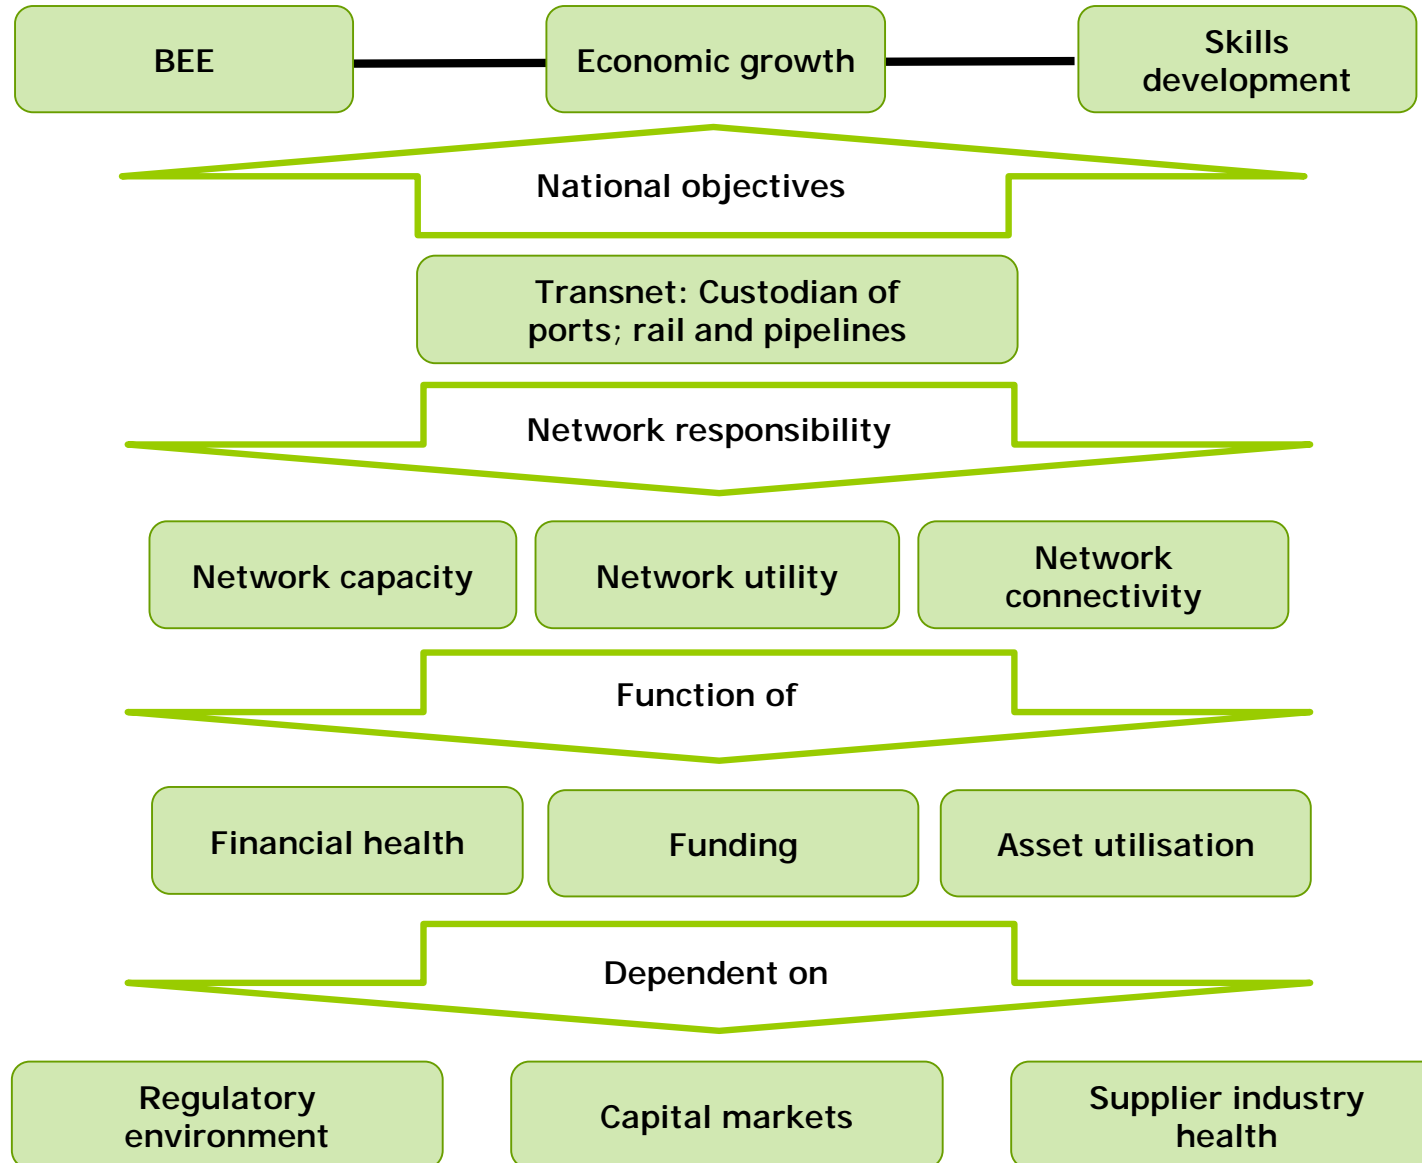 BEE
Economic growth
Skills
development
National objectives
Transnet: Custodian of
ports; rail and pipelines
Network responsibility
Network capacity
Network utility
Network
connectivity
Function of
Financial health
Funding
Asset utilisation
Dependent on
Regulatory
environment
Capital markets
Supplier industry
health